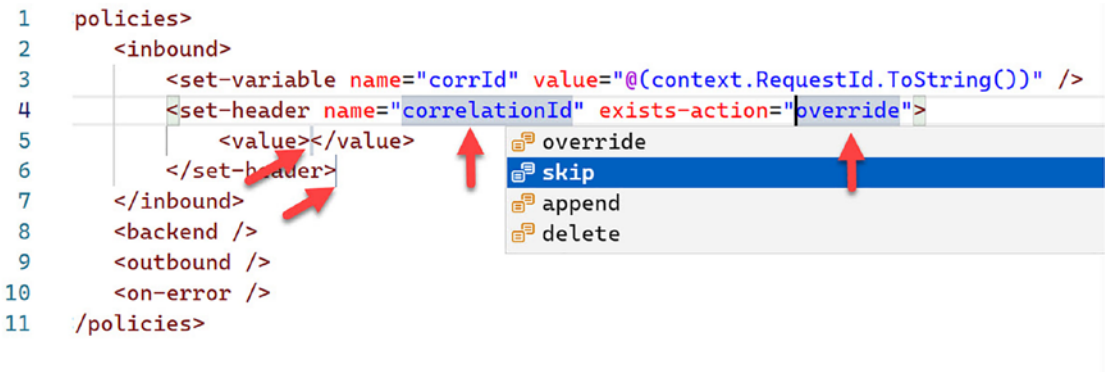 1 policies>
2 <inbound>
3 <set-variable name="corrId" value="@(context.RequestId.ToString())" />
4 <set-header name="correlationId" exists-action="override">
5 <value></value>
override
6 </set-header>
skip
7 </inbound>
append
8 <backend />
delete
9 <outbound />
10 <on-error />
11 /policies>